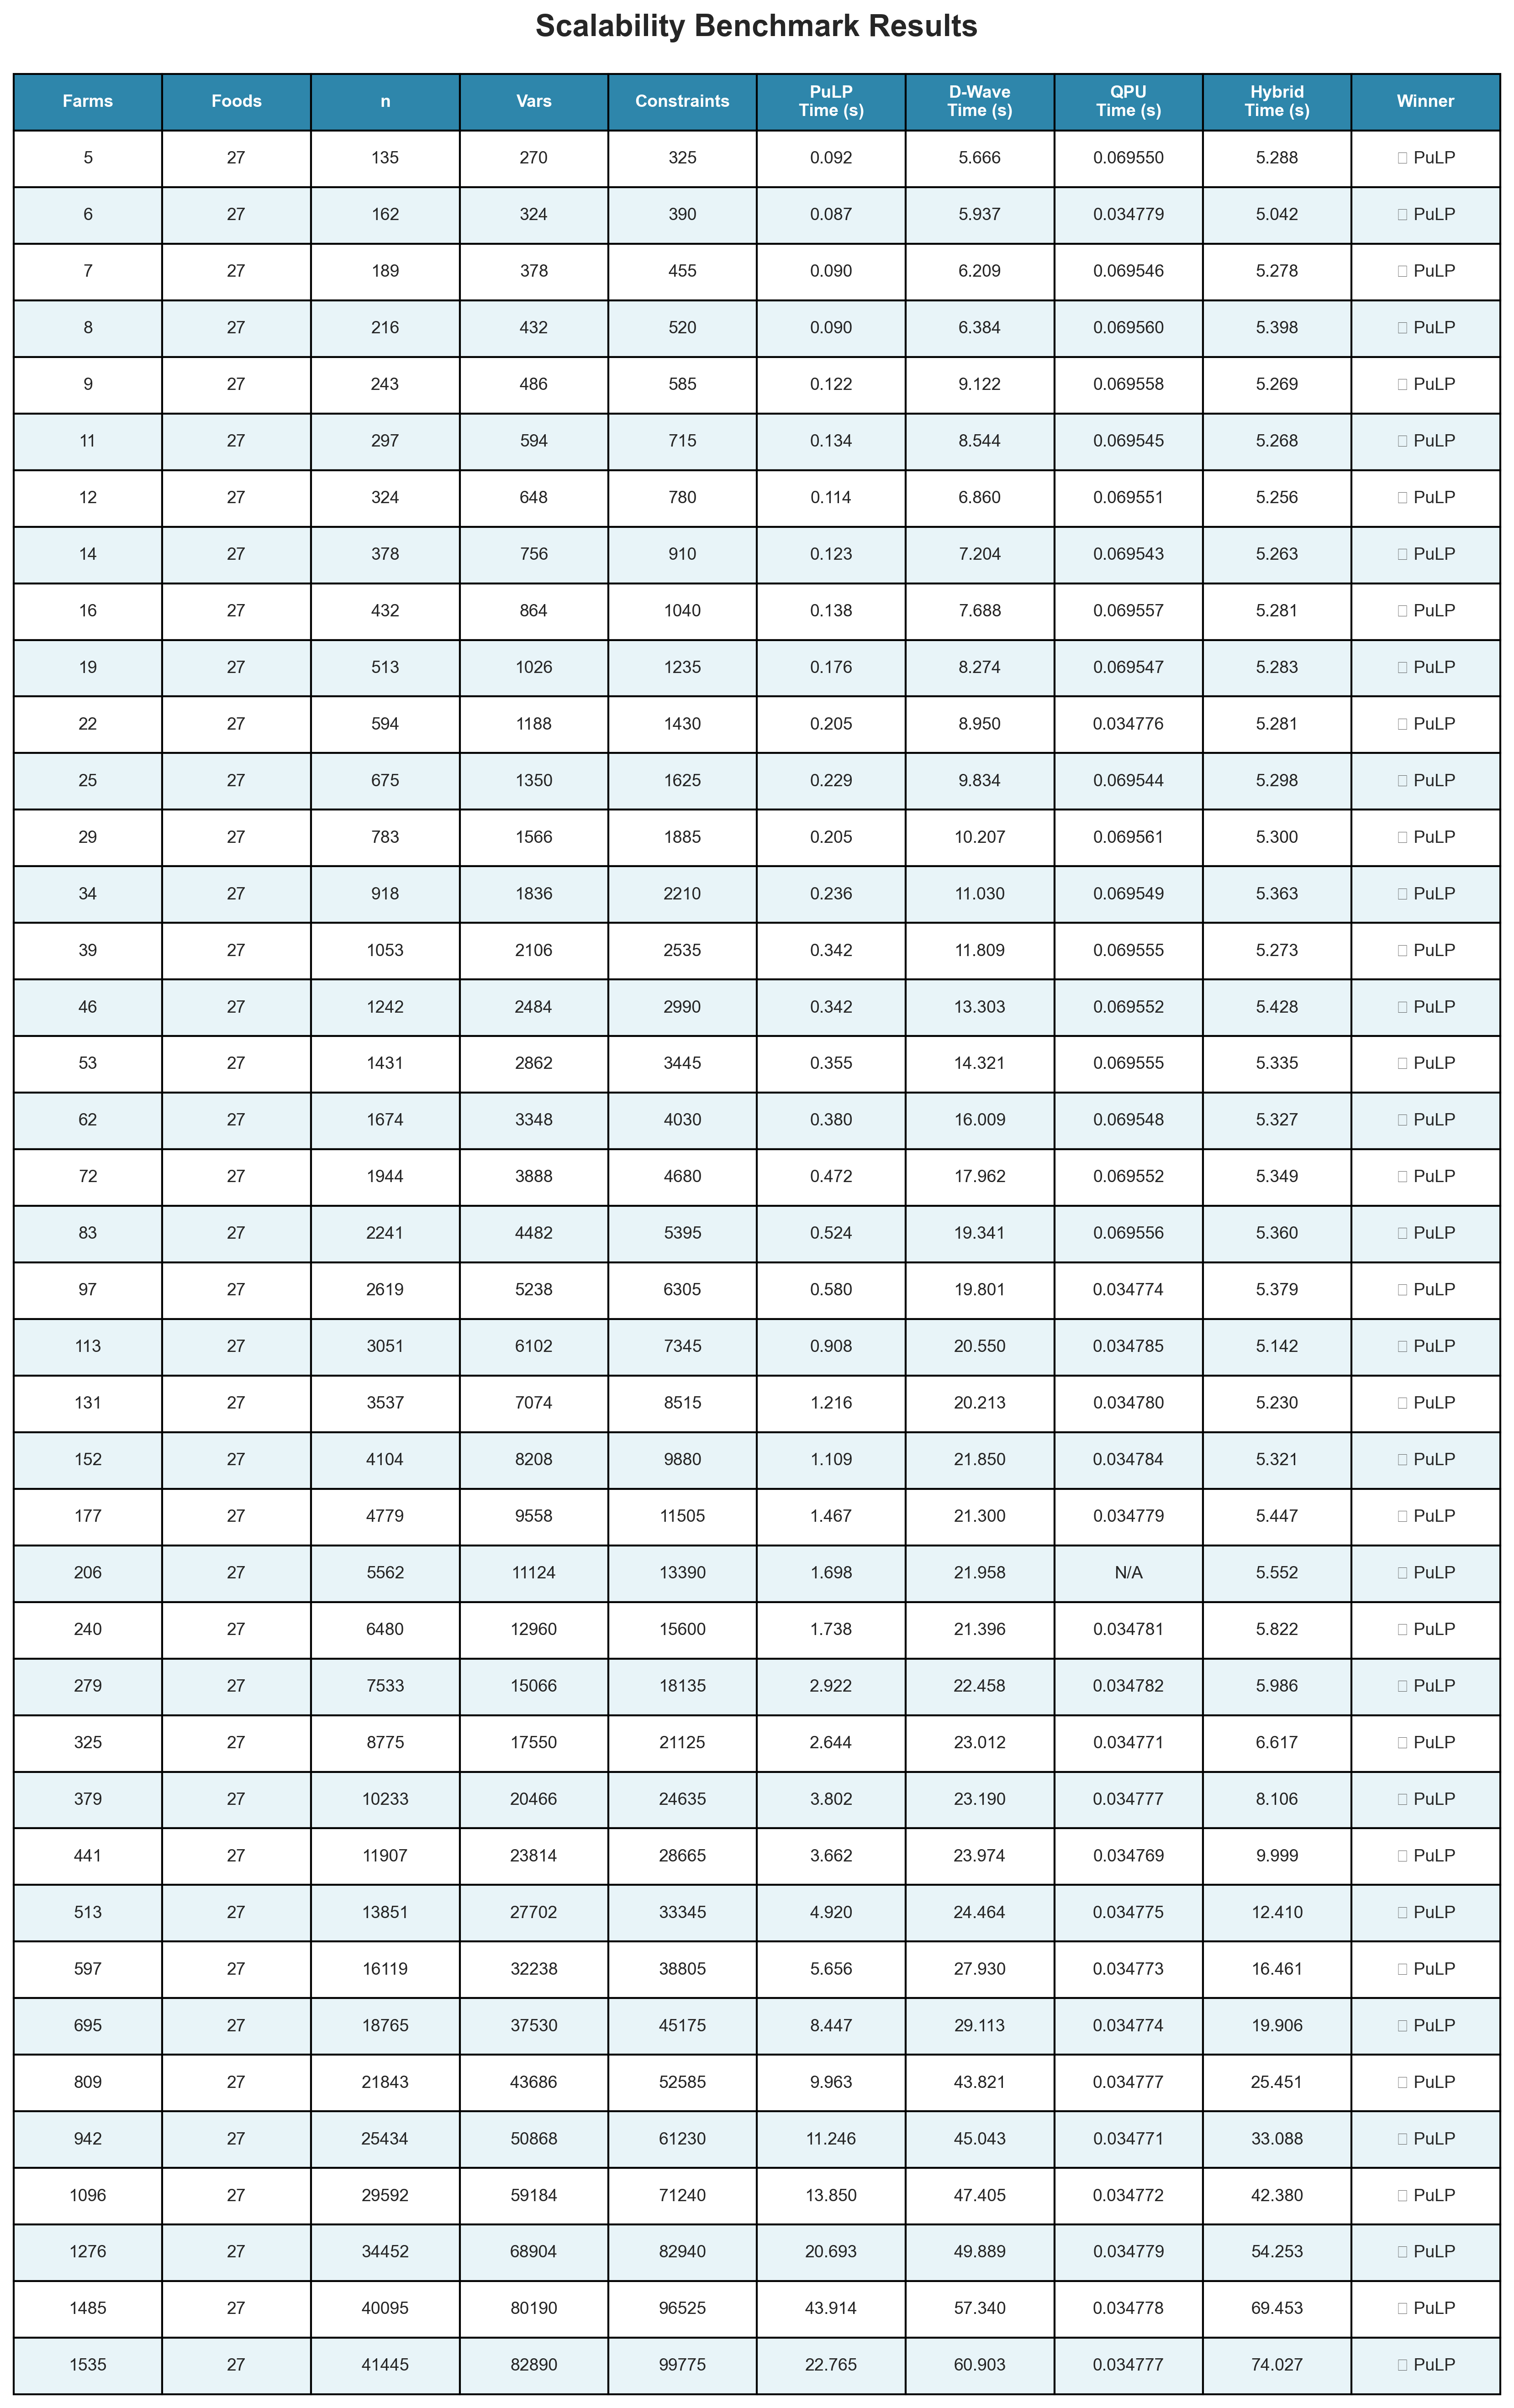 Scalability Benchmark Results
Farms Foods n Vars Constraints PuLP Time (s) D-Wave Time (s) QPU Time (s) Hybrid Time (s) Winner
5 27 135 270 325 0.092 5.666 0.069550 5.288 □ PuLP
6 27 162 324 390 0.087 5.937 0.034779 5.042 □ PuLP
7 27 189 378 455 0.090 6.209 0.069546 5.278 □ PuLP
8 27 216 432 520 0.090 6.384 0.069560 5.398 □ PuLP
9 27 243 486 585 0.122 9.122 0.069558 5.269 □ PuLP
11 27 297 594 715 0.134 8.544 0.069545 5.268 □ PuLP
12 27 324 648 780 0.114 6.860 0.069551 5.256 □ PuLP
14 27 378 756 910 0.123 7.204 0.069543 5.263 □ PuLP
16 27 432 864 1040 0.138 7.688 0.069557 5.281 □ PuLP
19 27 513 1026 1235 0.176 8.274 0.069547 5.283 □ PuLP
22 27 594 1188 1430 0.205 8.950 0.034776 5.281 □ PuLP
25 27 675 1350 1625 0.229 9.834 0.069544 5.298 □ PuLP
29 27 783 1566 1885 0.205 10.207 0.069561 5.300 □ PuLP
34 27 918 1836 2210 0.236 11.030 0.069549 5.363 □ PuLP
39 27 1053 2106 2535 0.342 11.809 0.069555 5.273 □ PuLP
46 27 1242 2484 2990 0.342 13.303 0.069552 5.428 □ PuLP
53 27 1431 2862 3445 0.355 14.321 0.069555 5.335 □ PuLP
62 27 1674 3348 4030 0.380 16.009 0.069548 5.327 □ PuLP
72 27 1944 3888 4680 0.472 17.962 0.069552 5.349 □ PuLP
83 27 2241 4482 5395 0.524 19.341 0.069556 5.360 □ PuLP
97 27 2619 5238 6305 0.580 19.801 0.034774 5.379 □ PuLP
113 27 3051 6102 7345 0.908 20.550 0.034785 5.142 □ PuLP
131 27 3537 7074 8515 1.216 20.213 0.034780 5.230 □ PuLP
152 27 4104 8208 9880 1.109 21.850 0.034784 5.321 □ PuLP
177 27 4779 9558 11505 1.467 21.300 0.034779 5.447 □ PuLP
206 27 5562 11124 13390 1.698 21.958 N/A 5.552 □ PuLP
240 27 6480 12960 15600 1.738 21.396 0.034781 5.822 □ PuLP
279 27 7533 15066 18135 2.922 22.458 0.034782 5.986 □ PuLP
325 27 8775 17550 21125 2.644 23.012 0.034771 6.617 □ PuLP
379 27 10233 20466 24635 3.802 23.190 0.034777 8.106 □ PuLP
441 27 11907 23814 28665 3.662 23.974 0.034769 9.999 □ PuLP
513 27 13851 27702 33345 4.920 24.464 0.034775 12.410 □ PuLP
597 27 16119 32238 38805 5.656 27.930 0.034773 16.461 □ PuLP
695 27 18765 37530 45175 8.447 29.113 0.034774 19.906 □ PuLP
809 27 21843 43686 52585 9.963 43.821 0.034777 25.451 □ PuLP
942 27 25434 50868 61230 11.246 45.043 0.034771 33.088 □ PuLP
1096 27 29592 59184 71240 13.850 47.405 0.034772 42.380 □ PuLP
1276 27 34452 68904 82940 20.693 49.889 0.034779 54.253 □ PuLP
1485 27 40095 80190 96525 43.914 57.340 0.034778 69.453 □ PuLP
1535 27 41445 82890 99775 22.765 60.903 0.034777 74.027 □ PuLP